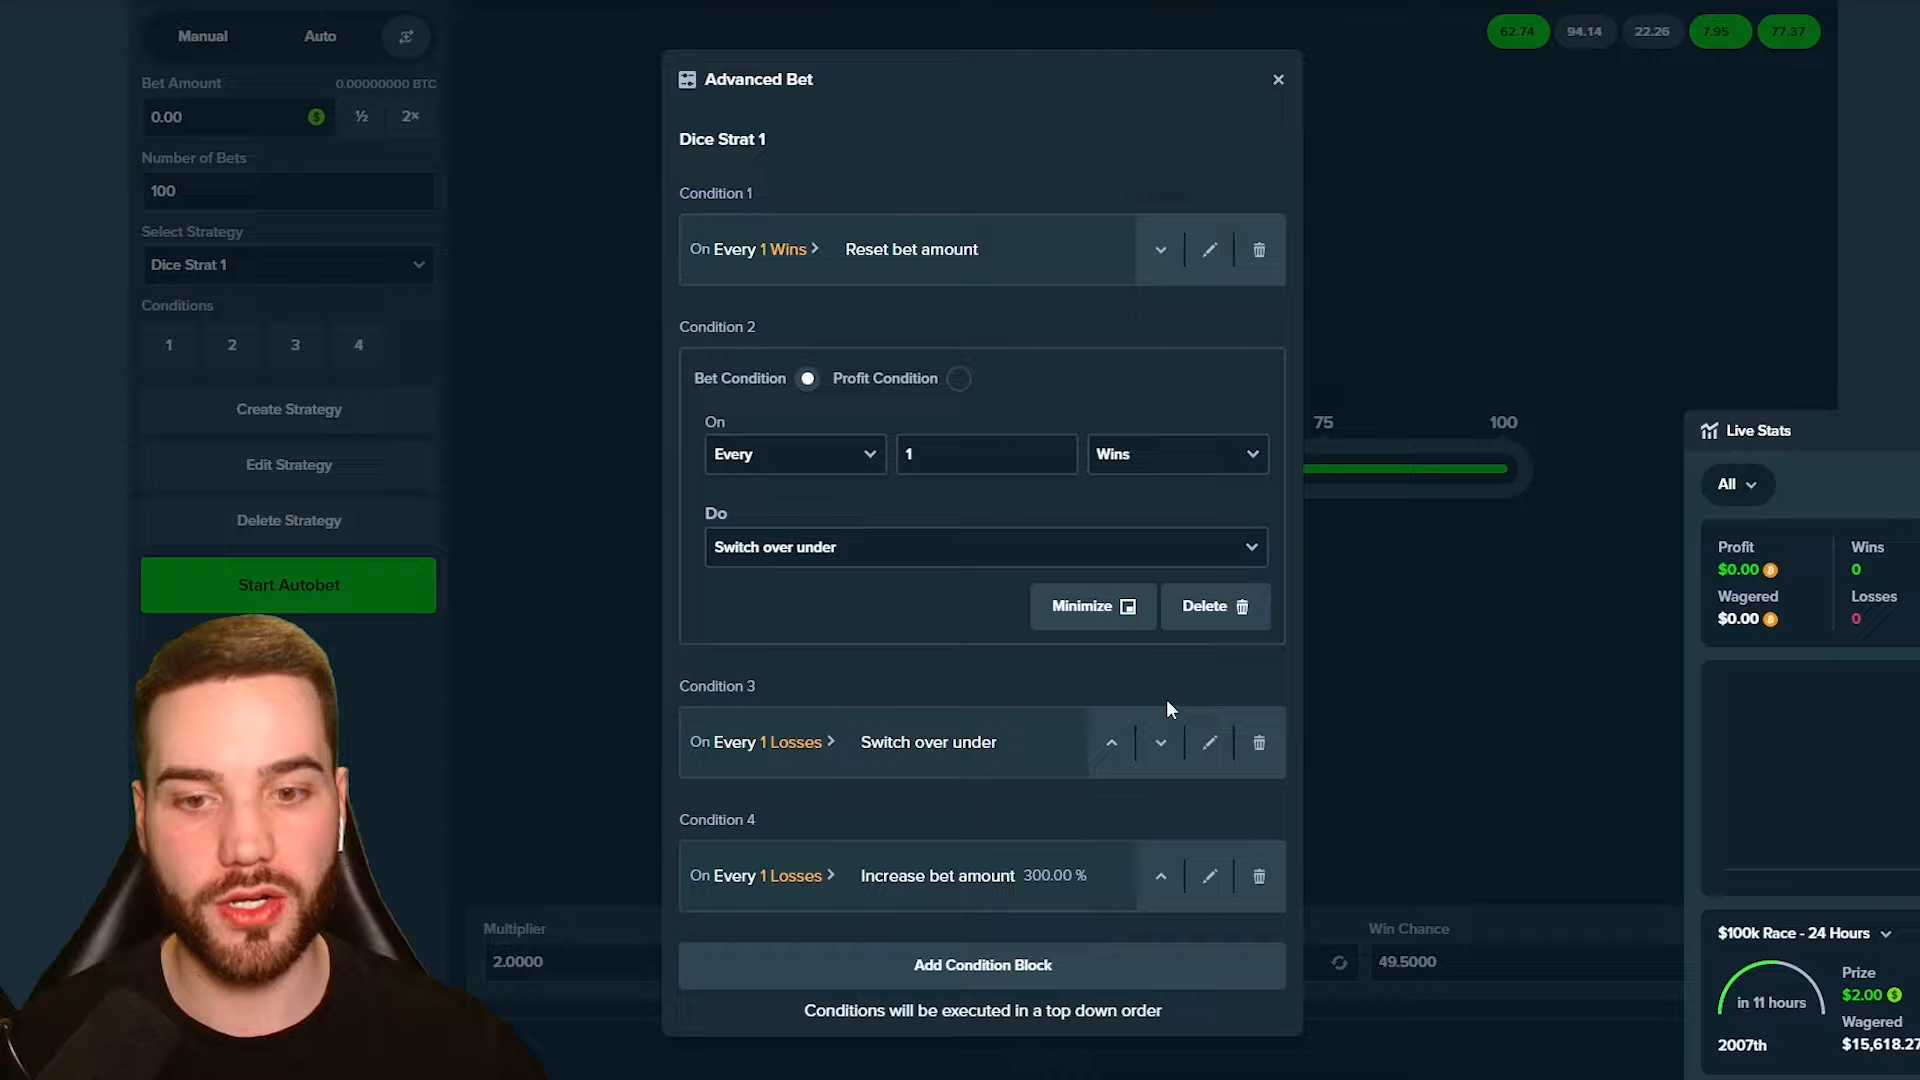 Manual Auto
62.74 94.14 22.26 7.95 77.37
Bet Amount 0.00000000 BTC
0.00 ½ 2×
Number of Bets
100
Select Strategy
Dice Strat 1
Conditions
1 2 3 4
Create Strategy
Edit Strategy
Delete Strategy
Start Autobet
Advanced Bet
Dice Strat 1
Condition 1
On Every 1 Wins > Reset bet amount
Condition 2
Bet Condition Profit Condition
On
Every 1 Wins
Do
Switch over under
Minimize Delete
Condition 3
On Every 1 Losses > Switch over under
Condition 4
On Every 1 Losses > Increase bet amount 300.00 %
Add Condition Block
Conditions will be executed in a top down order
75 100
Multiplier
2.0000
Win Chance
49.5000
Live Stats
All
Profit Wins
$0.00 0
Wagered Losses
$0.00 0
$100k Race - 24 Hours
in 11 hours
2007th
Prize
$2.00
Wagered
$15,618.27